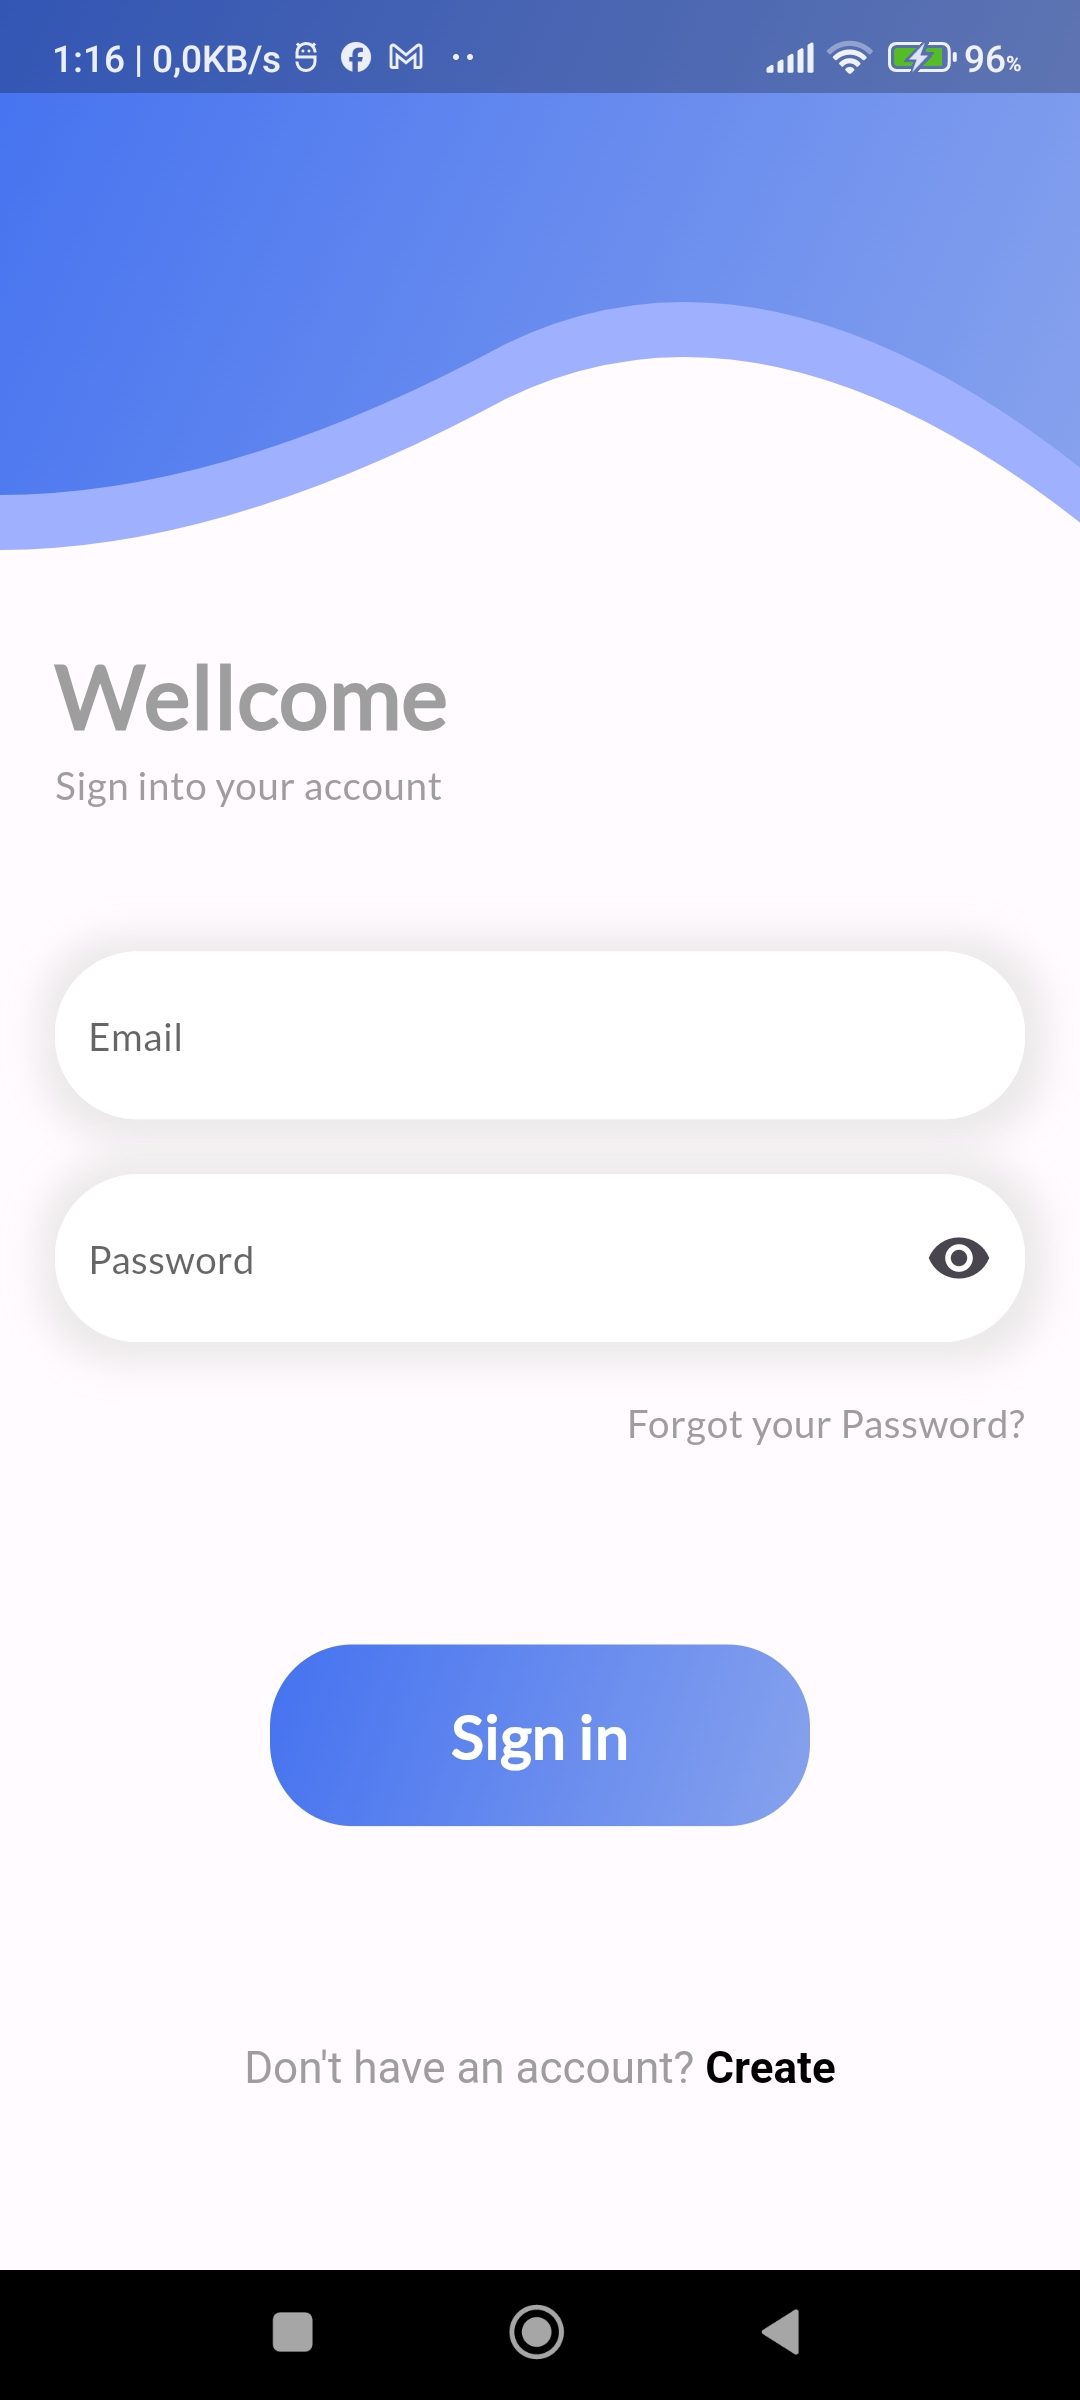 1:16 | 0,0KB/s 96%
Wellcome
Sign into your account
Email
Password
Forgot your Password?
Sign in
Don't have an account? Create